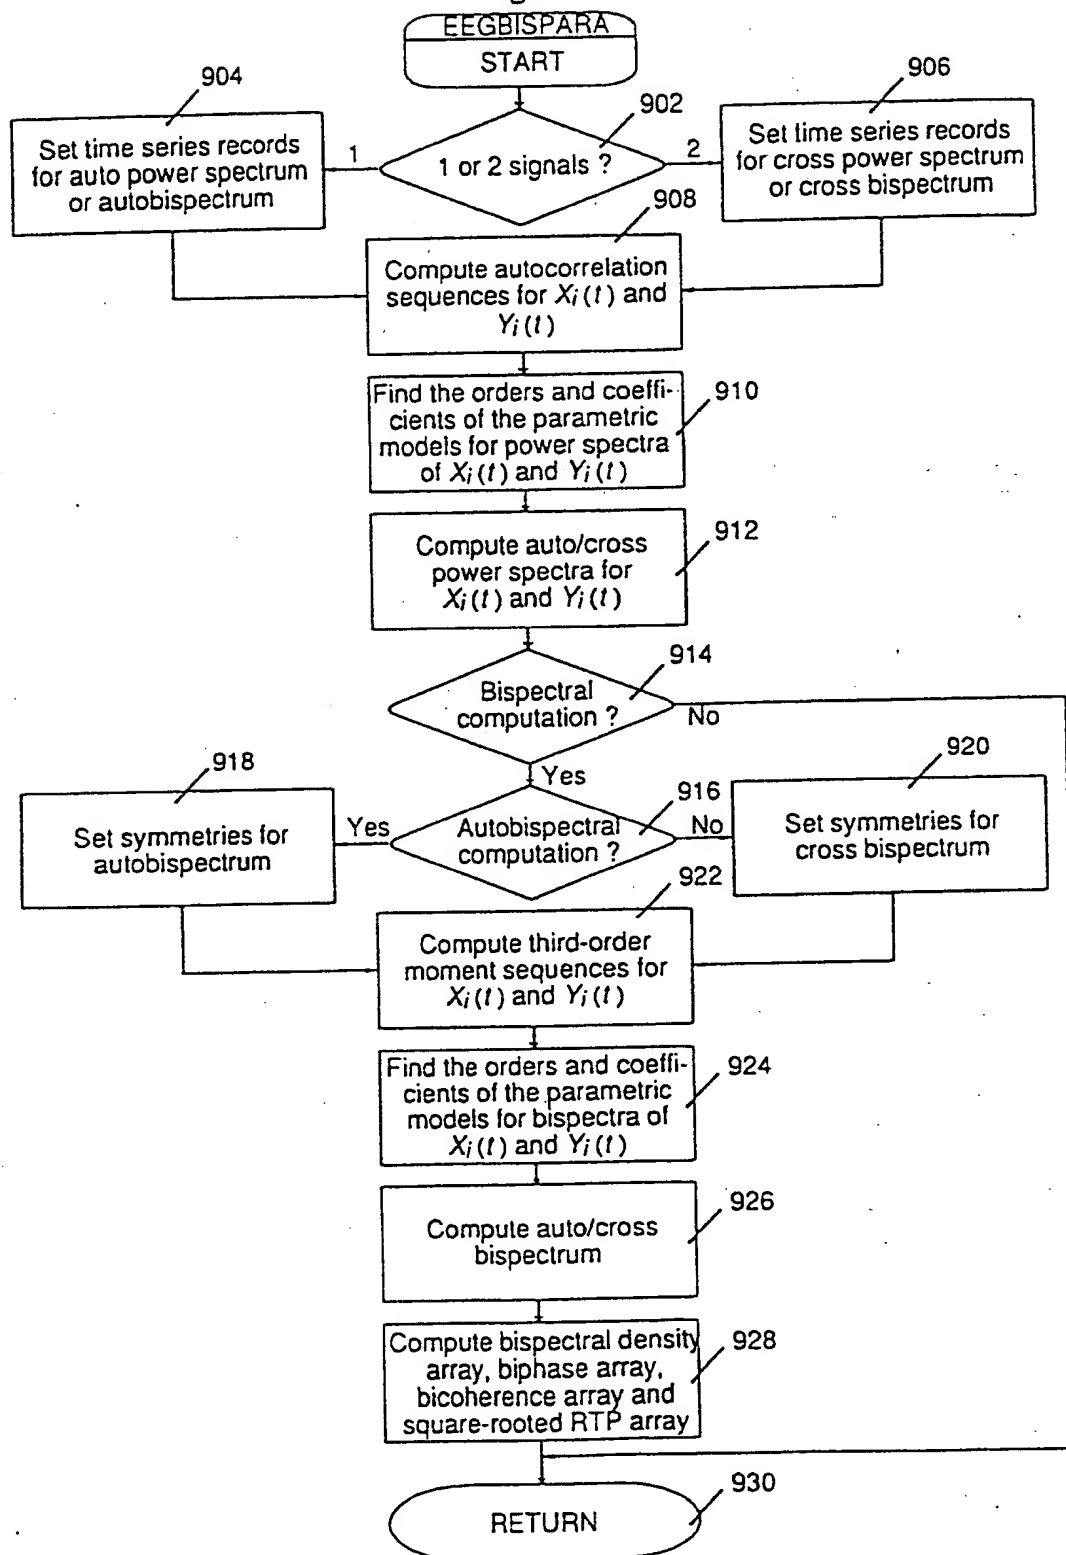 EEGBISPARA
START
904
902
906
Set time series records
for auto power spectrum
or autobispectrum
1
1 or 2 signals ?
2
Set time series records
for cross power spectrum
or cross bispectrum
908
Compute autocorrelation
sequences for Xi(t) and
Yi(t)
910
Find the orders and coeffi-
cients of the parametric
models for power spectra
of Xi(t) and Yi(t)
912
Compute auto/cross
power spectra for
Xi(t) and Yi(t)
914
Bispectral
computation ?
No
Yes
918
916
920
Set symmetries for
autobispectrum
Yes
Autobispectral
computation ?
No
Set symmetries for
cross bispectrum
922
Compute third-order
moment sequences for
Xi(t) and Yi(t)
924
Find the orders and coeffi-
cients of the parametric
models for bispectra of
Xi(t) and Yi(t)
926
Compute auto/cross
bispectrum
928
Compute bispectral density
array, biphase array,
bicoherence array and
square-rooted RTP array
930
RETURN